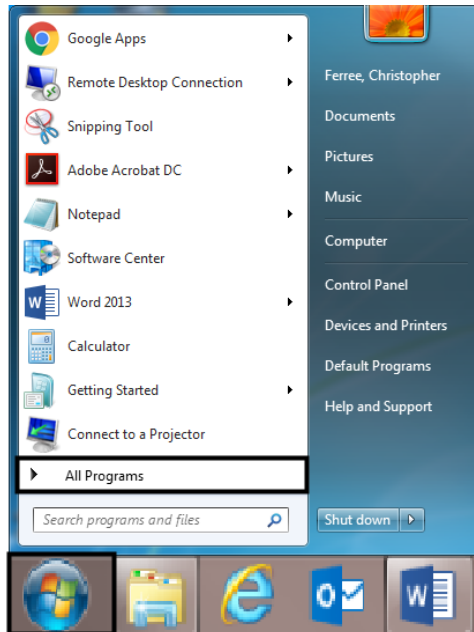 Google Apps
Remote Desktop Connection
Snipping Tool
Adobe Acrobat DC
Notepad
Software Center
Word 2013
Calculator
Getting Started
Connect to a Projector
All Programs
Search programs and files
Ferree, Christopher
Documents
Pictures
Music
Computer
Control Panel
Devices and Printers
Default Programs
Help and Support
Shut down